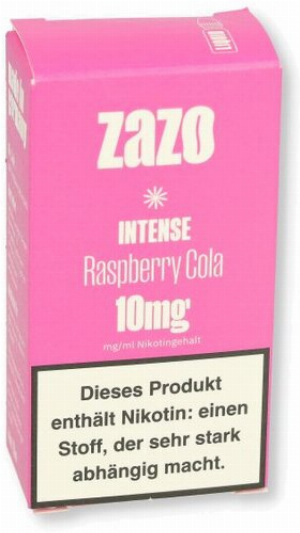 zazo
INTENSE
Raspberry Cola
10mg
mg/ml Nikotingehalt
Dieses Produkt
enthält Nikotin: einen
Stoff, der sehr stark
abhängig macht.